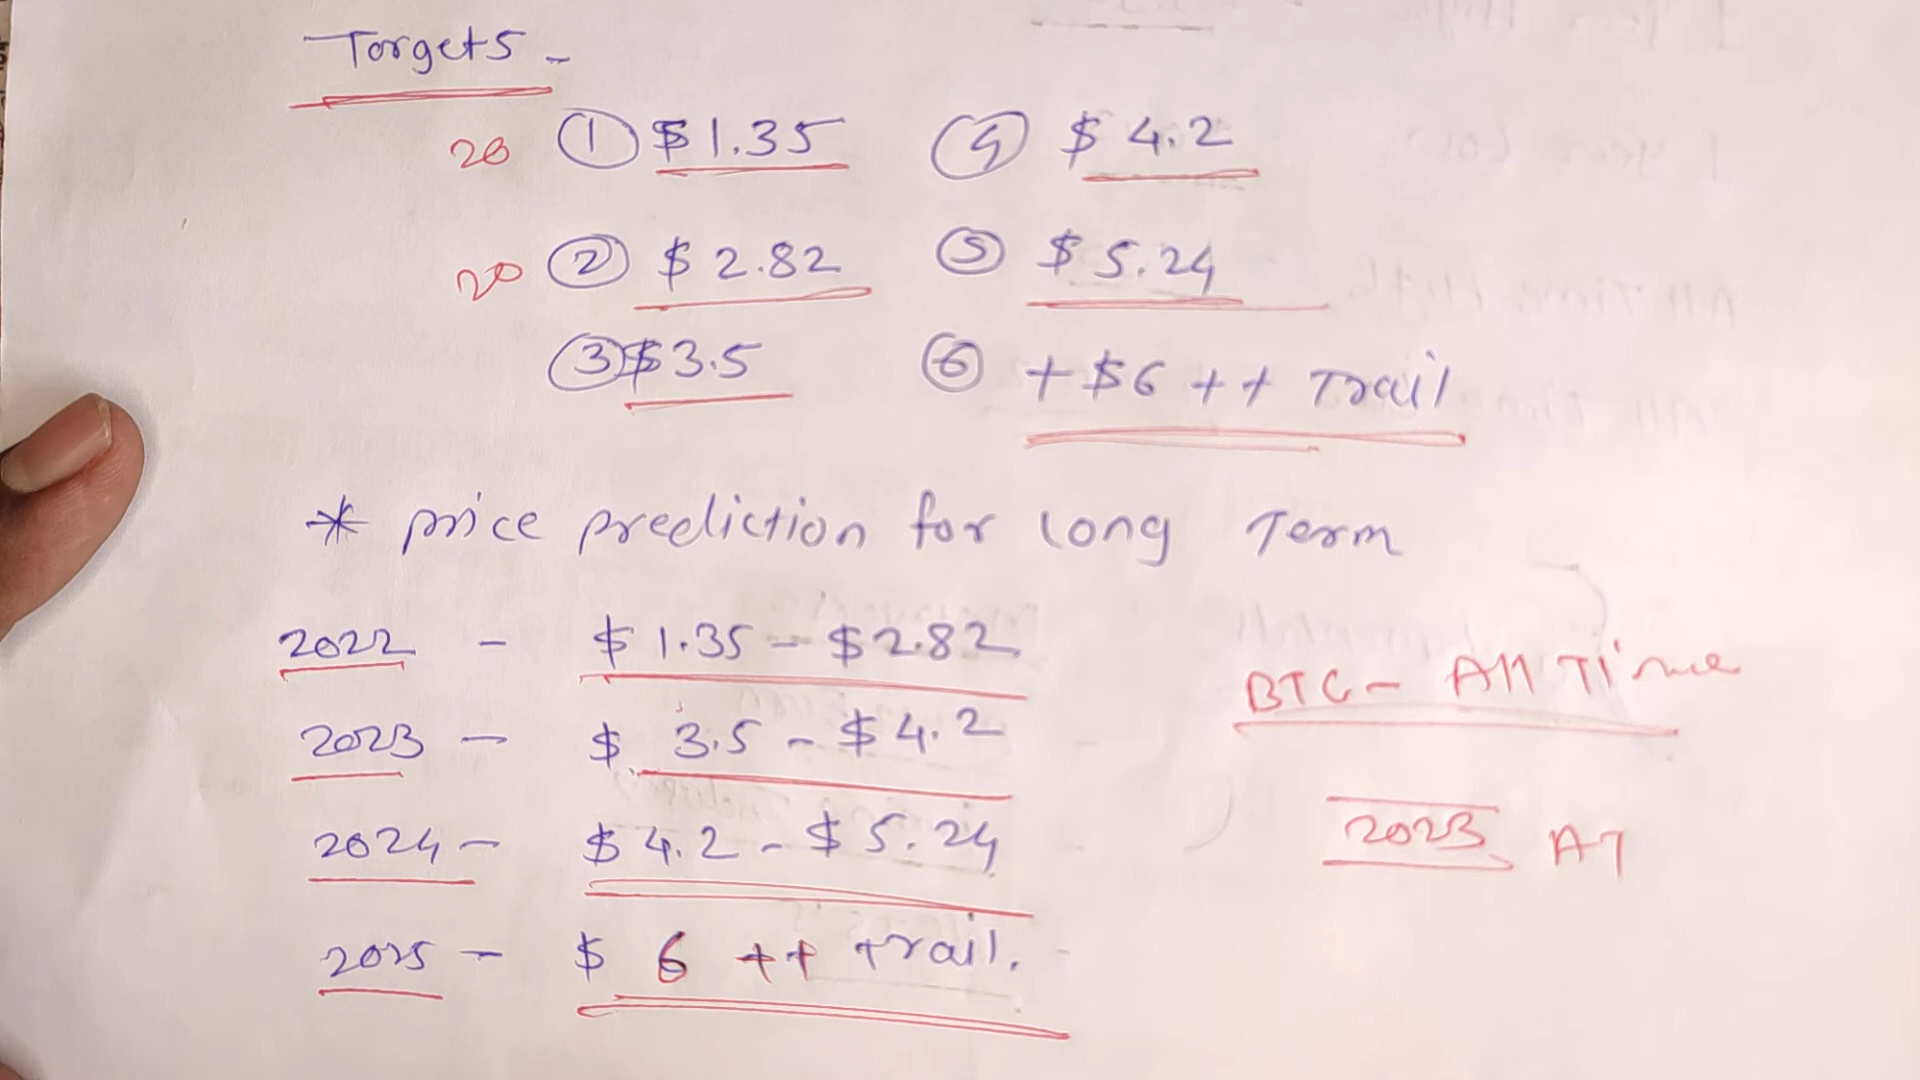 Torgets -
20 ① $1.35 ④ $ 4.2
20 ② $ 2.82 ⑤ $ 5.24
③ $3.5 ⑥ + $6 ++ Trail
* price prediction for long Term
2022 - $ 1.35 - $2.82
2023 - $ 3.5 - $4.2
2024 - $4.2 - $5.24
2025 - $ 6 ++ trail.
BTC - All Time
2023 AT